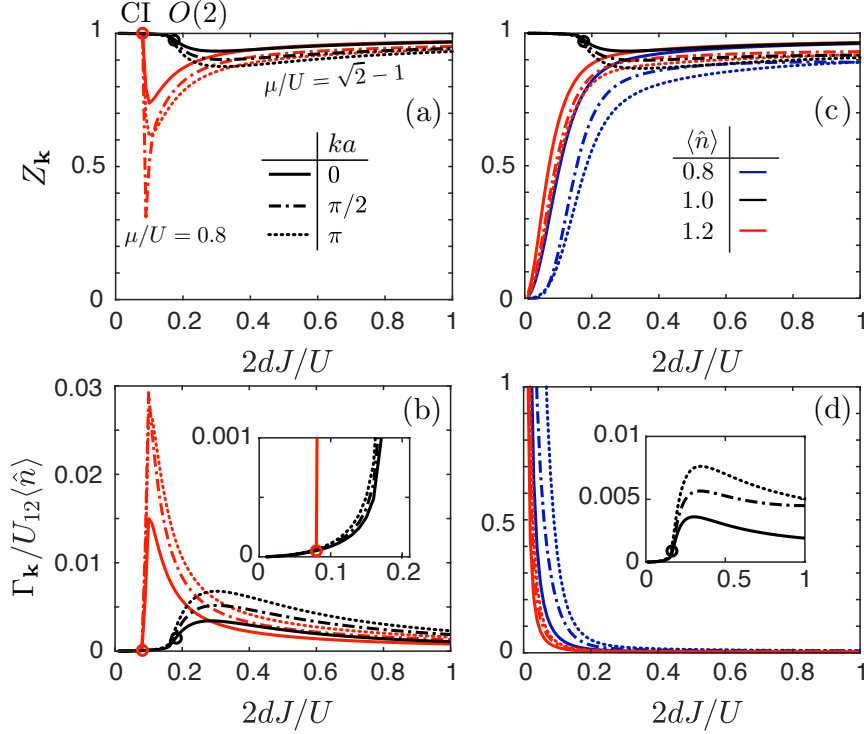 CI O(2)
1
0.5
0
Z_k
μ/U = √2 − 1
(a)
ka
0
π/2
π
μ/U = 0.8
0 0.2 0.4 0.6 0.8 1
2dJ/U
1
0.5
0
(c)
⟨n̂⟩
0.8
1.0
1.2
0 0.2 0.4 0.6 0.8 1
2dJ/U
0.03
0.02
0.01
0
Γ_k/U_12⟨n̂⟩
(b)
0.001
0
0 0.1 0.2
0 0.2 0.4 0.6 0.8 1
2dJ/U
1
0.5
0
(d)
0.01
0.005
0
0 0.5 1
0 0.2 0.4 0.6 0.8 1
2dJ/U